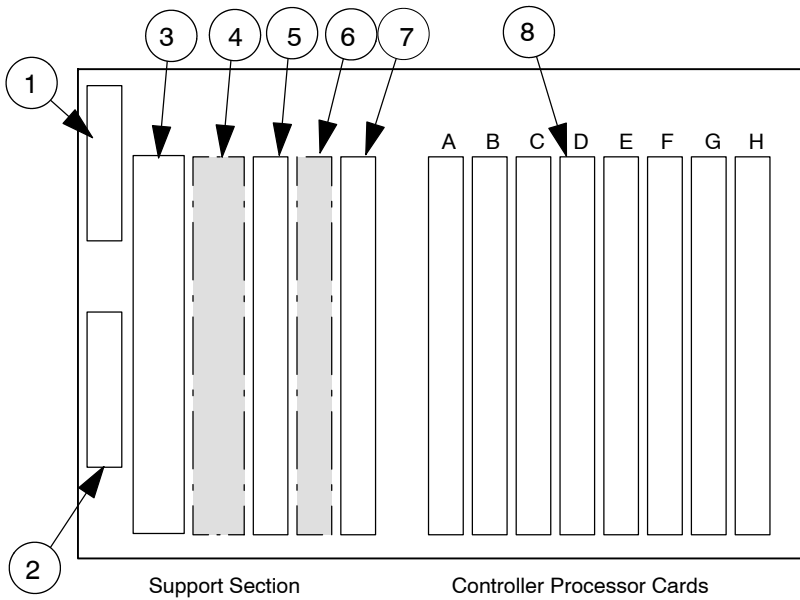 3 4 5 6 7 8
1
A B C D E F G H
2
Support Section Controller Processor Cards